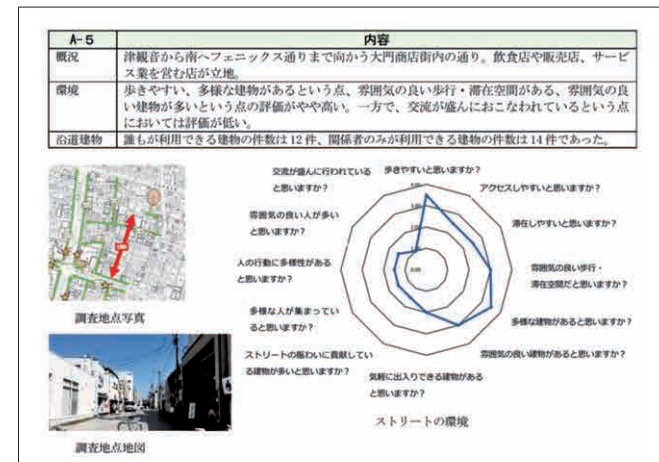 A-5 内容
概況 津観音から南へフェニックス通りまで向かう大門商店街内の通り。飲食店や販売店、サービ
ス業を営む店が立地。
環境 歩きやすい、多様な建物があるという点、雰囲気の良い歩行・滞在空間がある、雰囲気の良
い建物が多いという点の評価がやや高い。一方で、交流が盛んにおこなわれているという点
においては評価が低い。
沿道建物 誰もが利用できる建物の件数は12件、関係者のみが利用できる建物の件数は14件であった。
調査地点写真
調査地点地図
歩きやすいと思いますか?
アクセスしやすいと思いますか?
滞在しやすいと思いますか?
雰囲気の良い歩行・
滞在空間だと思いますか?
多様な建物があると思いますか?
雰囲気の良い建物があると思いますか?
気軽に出入りできる建物がある
と思いますか?
ストリートの賑わいに貢献してい
る建物が多いと思いますか?
多様な人が集まってい
ると思いますか?
人の行動に多様性がある
と思いますか?
雰囲気の良い人が多い
と思いますか?
交流が盛んに行われている
と思いますか?
0.00
ストリートの環境